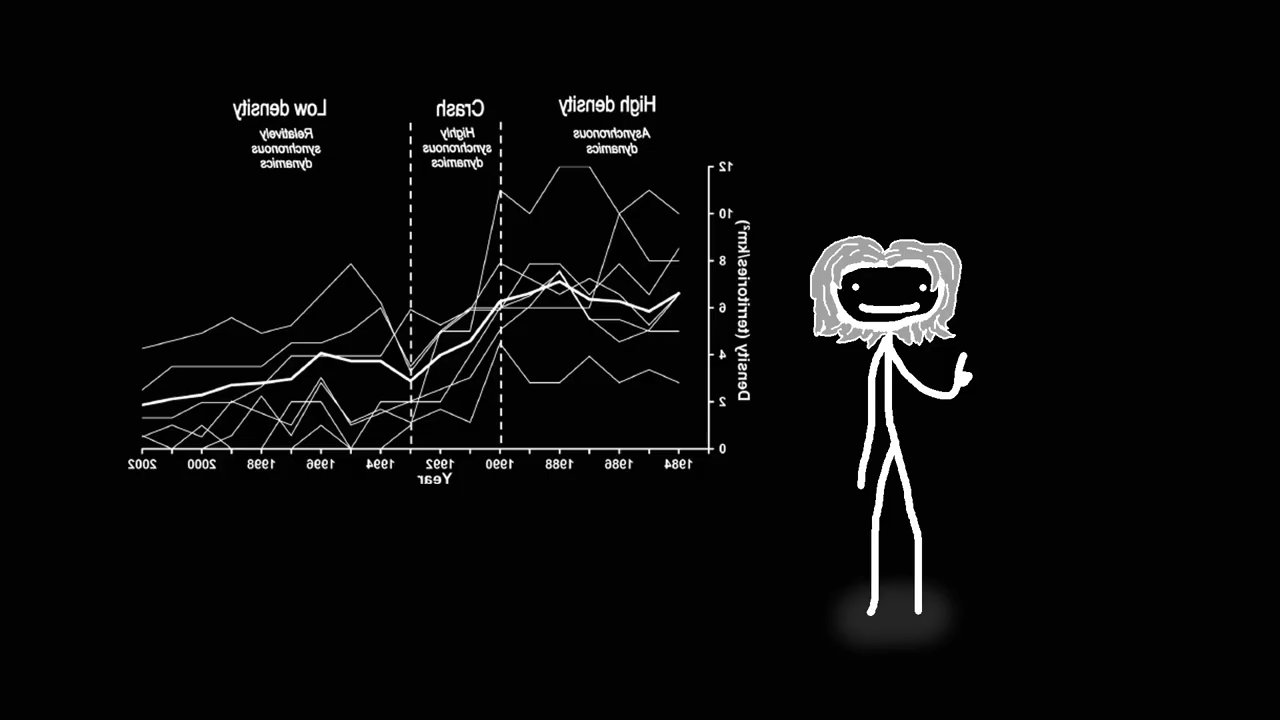 High density
Asynchronous
dynamics
Crash
Highly
synchronous
dynamics
Low density
Relatively
synchronous
dynamics
12
10
8
6
4
2
0
Density (territories/km²)
1984 1986 1988 1990 1992 1994 1996 1998 2000 2002
Year